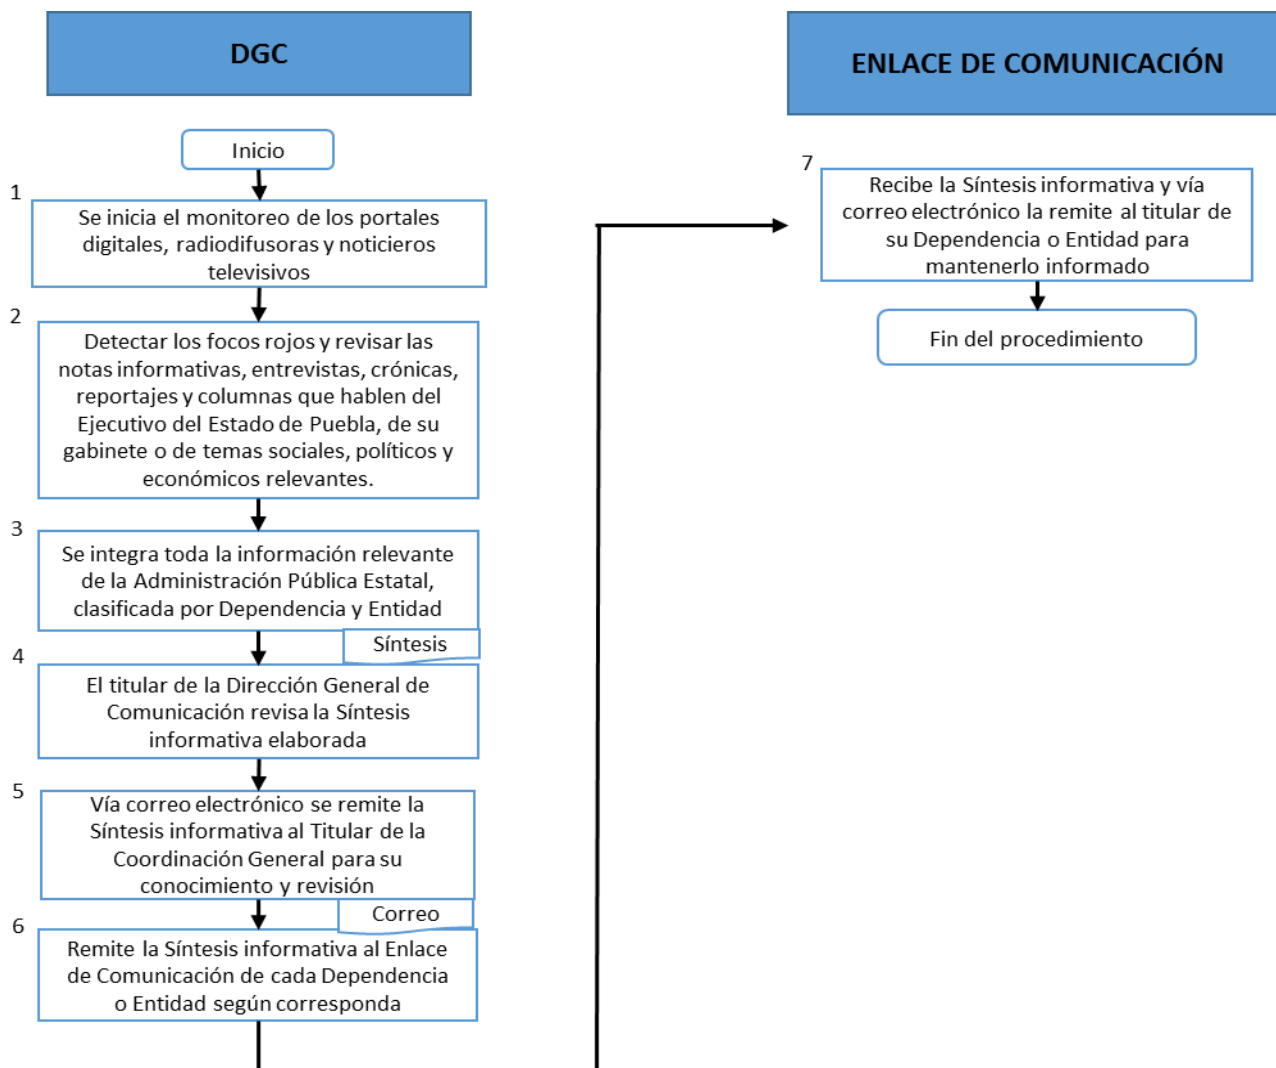 DGC
Inicio
1
Se inicia el monitoreo de los portales
digitales, radiodifusoras y noticieros
televisivos
2
Detectar los focos rojos y revisar las
notas informativas, entrevistas, crónicas,
reportajes y columnas que hablen del
Ejecutivo del Estado de Puebla, de su
gabinete o de temas sociales, políticos y
económicos relevantes.
3
Se integra toda la información relevante
de la Administración Pública Estatal,
clasificada por Dependencia y Entidad
Síntesis
4
El titular de la Dirección General de
Comunicación revisa la Síntesis
informativa elaborada
5
Vía correo electrónico se remite la
Síntesis informativa al Titular de la
Coordinación General para su
conocimiento y revisión
Correo
6
Remite la Síntesis informativa al Enlace
de Comunicación de cada Dependencia
o Entidad según corresponda
ENLACE DE COMUNICACIÓN
7
Recibe la Síntesis informativa y vía
correo electrónico la remite al titular de
su Dependencia o Entidad para
mantenerlo informado
Fin del procedimiento